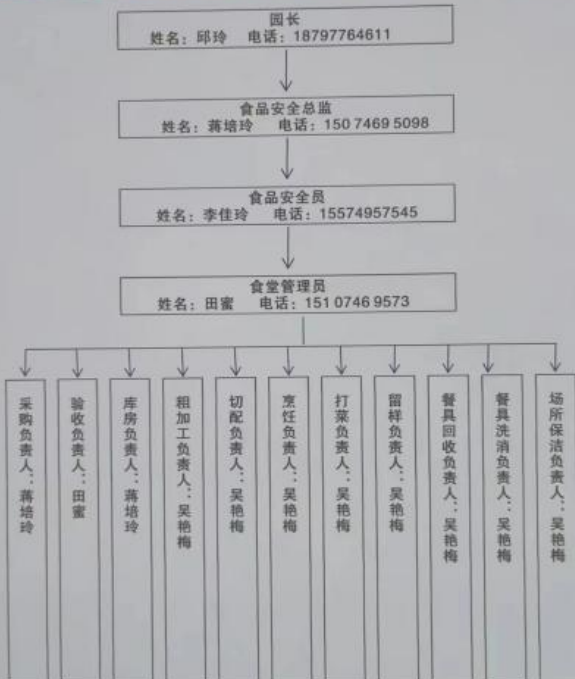 园长
姓名：邱玲 电话：18797764611
食品安全总监
姓名：蒋培玲 电话：150 7469 5098
食品安全员
姓名：李佳玲 电话：15574957545
食堂管理员
姓名：田蜜 电话：151 0746 9573
采购负责人：蒋培玲
验收负责人：田蜜
库房负责人：蒋培玲
粗加工负责人：吴艳梅
切配负责人：吴艳梅
烹饪负责人：吴艳梅
打菜负责人：吴艳梅
留样负责人：吴艳梅
餐具回收负责人：吴艳梅
餐具洗消负责人：吴艳梅
场所保洁负责人：吴艳梅